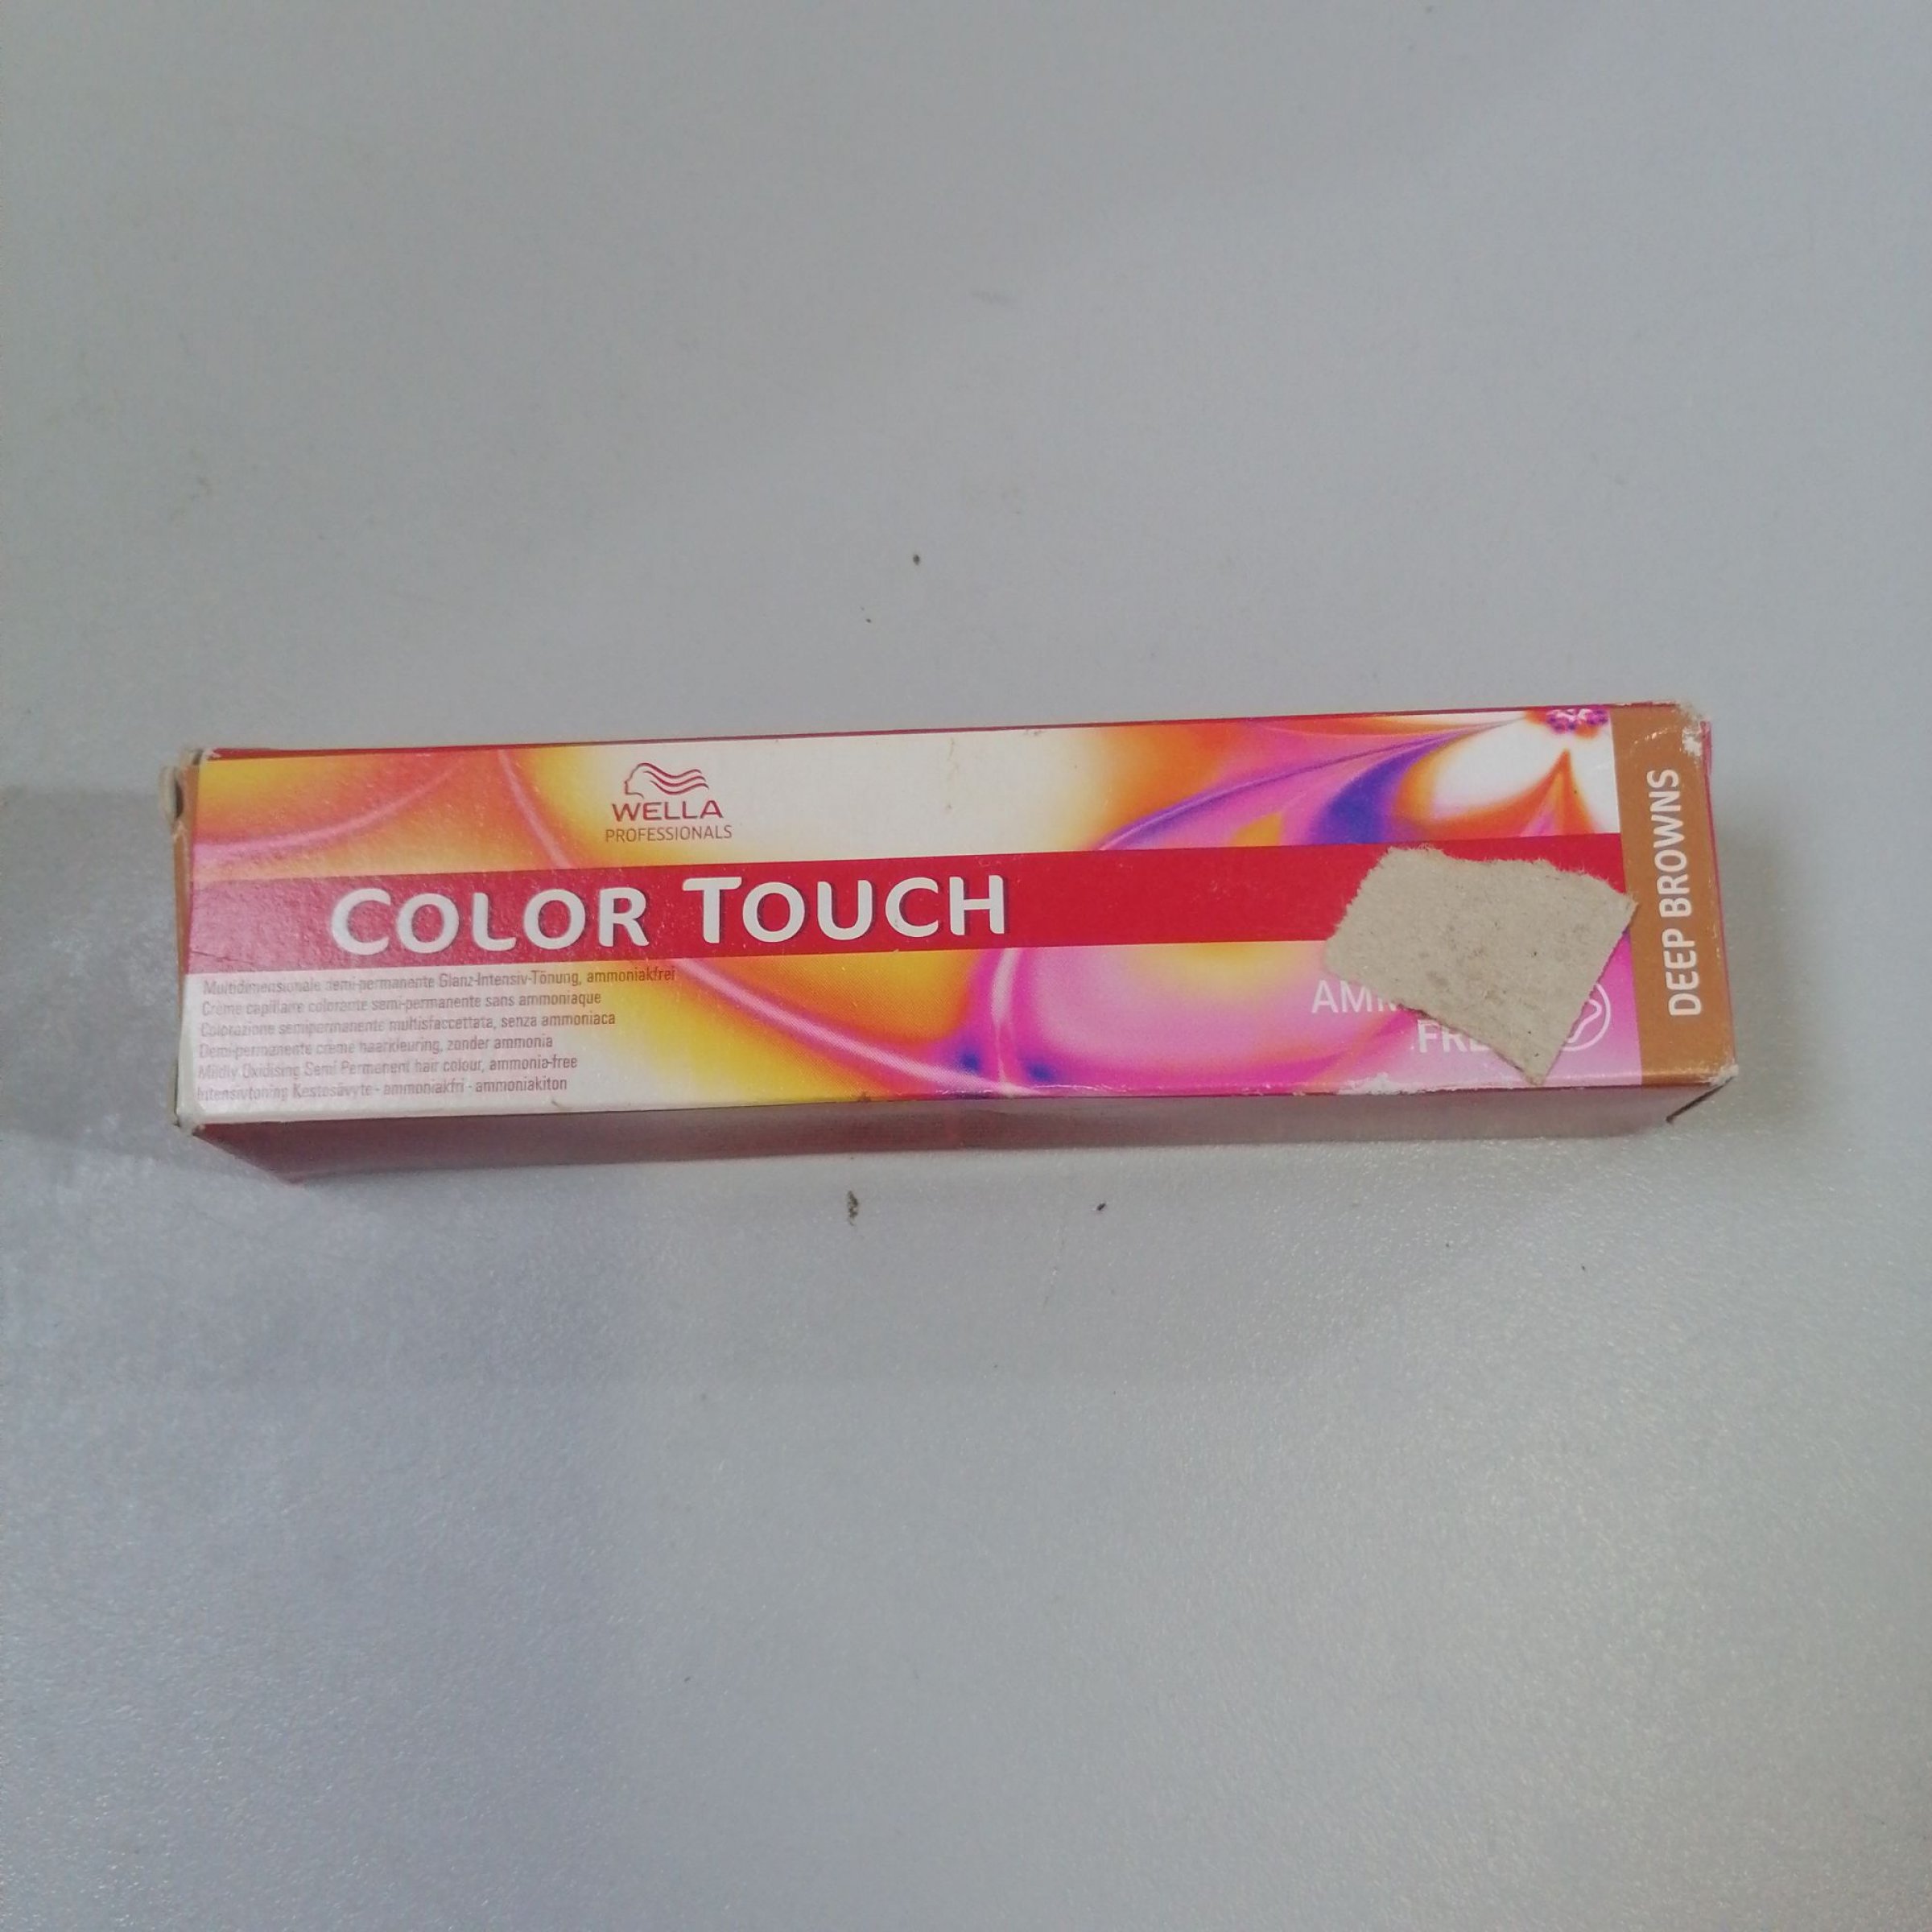 WELLA
PROFESSIONALS
COLOR TOUCH
Multidimensionale demi-permanente Glanz-Intensiv-Tönung, ammoniakfrei
Crème capillaire colorante semi-permanente sans ammoniaque
Colorazione semipermanente multisfaccettata, senza ammoniaca
Demi-permanente crème haarkleuring, zonder ammonia
Mildly Oxidising Semi Permanent hair colour, ammonia-free
Intensivtoning Kestosävyte - ammoniakfri - ammoniakiton
DEEP BROWNS